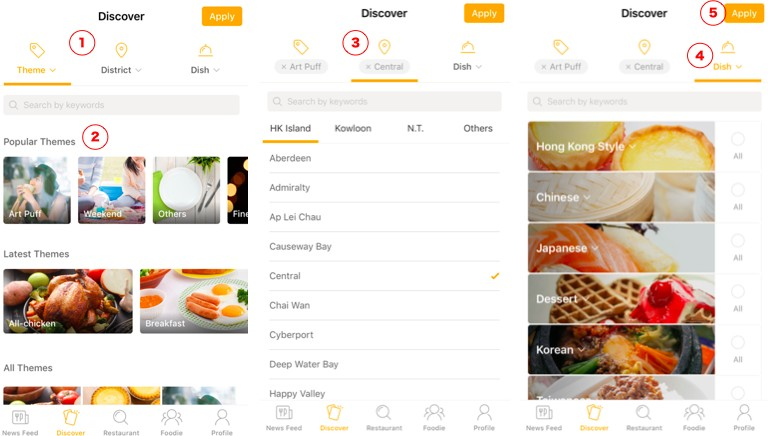 Discover
Apply
1
Theme
District
Dish
Search by keywords
Popular Themes
2
Art Puff
Weekend
Others
Fine
Latest Themes
All-chicken
Breakfast
All Themes
News Feed
Discover
Restaurant
Foodie
Profile
Discover
Apply
3
× Art Puff
× Central
Dish
Search by keywords
HK Island
Kowloon
N.T.
Others
Aberdeen
Admiralty
Ap Lei Chau
Causeway Bay
Central
Chai Wan
Cyberport
Deep Water Bay
Happy Valley
News Feed
Discover
Restaurant
Foodie
Profile
Discover
5
Apply
× Art Puff
× Central
4
Dish
Search by keywords
Hong Kong Style
All
Chinese
All
Japanese
All
Dessert
All
Korean
All
Taiwanese
News Feed
Discover
Restaurant
Foodie
Profile